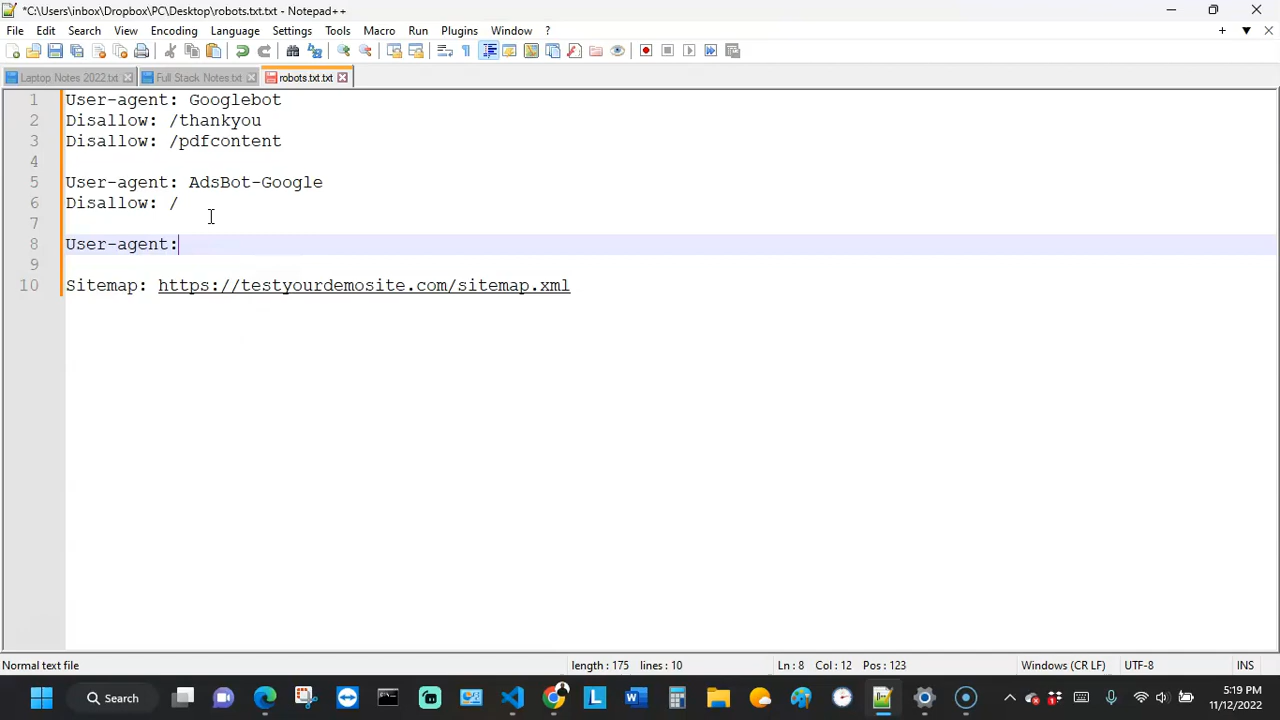 *C:\Users\inbox\Dropbox\PC\Desktop\robots.txt.txt - Notepad++
File Edit Search View Encoding Language Settings Tools Macro Run Plugins Window ?
Laptop Notes 2022.txt Full Stack Notes.txt robots.txt.txt
1 User-agent: Googlebot
2 Disallow: /thankyou
3 Disallow: /pdfcontent
4
5 User-agent: AdsBot-Google
6 Disallow: /
7
8 User-agent:
9
10 Sitemap: https://testyourdemosite.com/sitemap.xml
Normal text file length : 175 lines : 10 Ln : 8 Col : 12 Pos : 123 Windows (CR LF) UTF-8 INS
Search
5:19 PM
11/12/2022